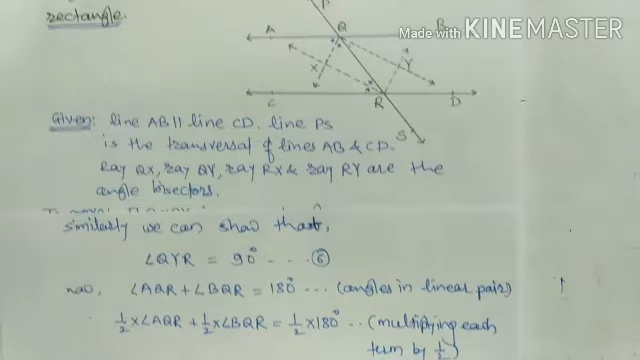 rectangle.
P
A Q B
Made with KINEMASTER
X Y
C R D
S
Given: line AB || line CD. line PS
is the transversal of lines AB & CD.
Ray QX, ray QY, ray RX & ray RY are the
angle bisectors.
similarly we can show that,
∠QYR = 90° ---- ⑥
now, ∠AQR + ∠BQR = 180° ... (angles in linear pair)
1/2 × ∠AQR + 1/2 × ∠BQR = 1/2 × 180° .. (multiplying each
term by 1/2)